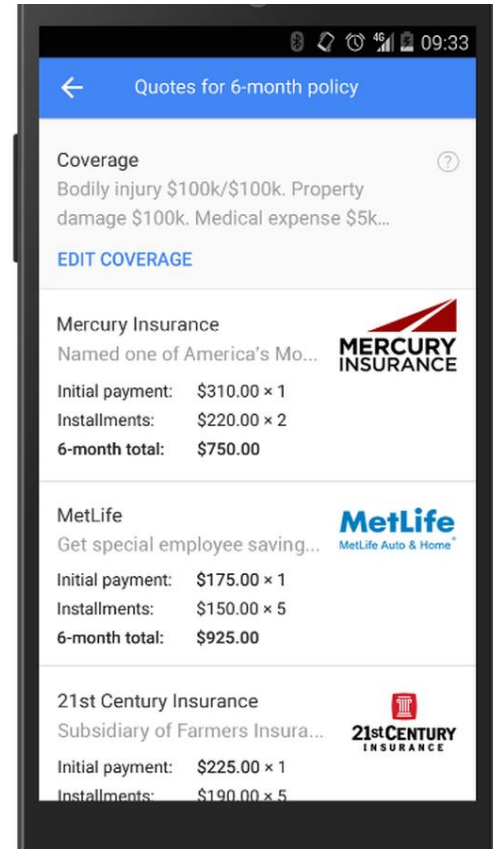 4G 09:33
Quotes for 6-month policy
Coverage
?
Bodily injury $100k/$100k. Property
damage $100k. Medical expense $5k...
EDIT COVERAGE
Mercury Insurance
Named one of America's Mo...
MERCURY
INSURANCE
Initial payment: $310.00 × 1
Installments: $220.00 × 2
6-month total: $750.00
MetLife
Get special employee saving...
MetLife
MetLife Auto & Home®
Initial payment: $175.00 × 1
Installments: $150.00 × 5
6-month total: $925.00
21st Century Insurance
Subsidiary of Farmers Insura...
21st CENTURY
INSURANCE
Initial payment: $225.00 × 1
Installments: $190.00 × 5